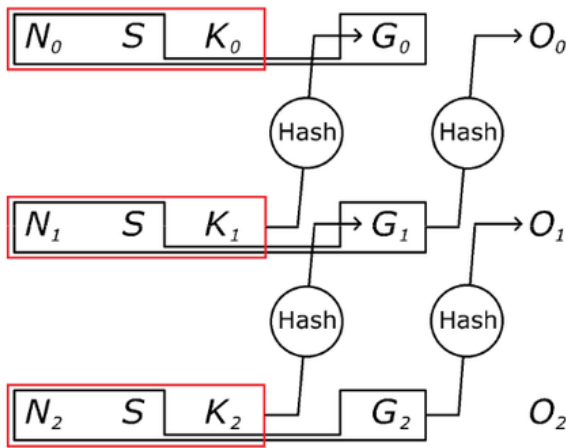 N₀ S K₀ G₀ O₀
Hash Hash
N₁ S K₁ G₁ O₁
Hash Hash
N₂ S K₂ G₂ O₂